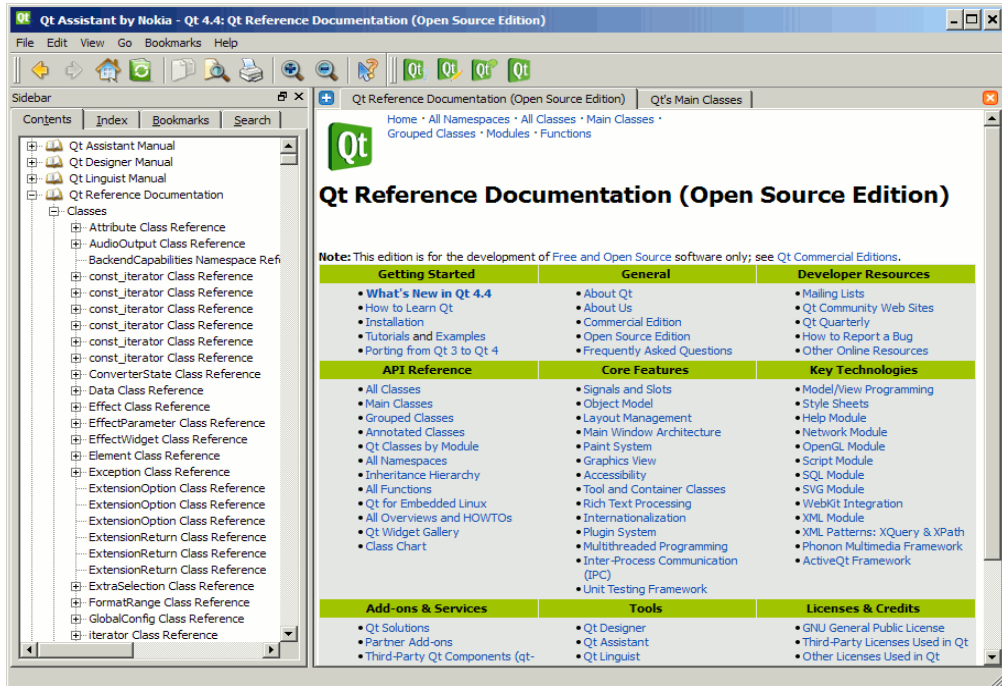 Qt Assistant by Nokia - Qt 4.4: Qt Reference Documentation (Open Source Edition)
File Edit View Go Bookmarks Help
Qt Qt Qt Qt
Sidebar
Contents Index Bookmarks Search
Qt Assistant Manual
Qt Designer Manual
Qt Linguist Manual
Qt Reference Documentation
Classes
Attribute Class Reference
AudioOutput Class Reference
BackendCapabilities Namespace Refe
const_iterator Class Reference
const_iterator Class Reference
const_iterator Class Reference
const_iterator Class Reference
const_iterator Class Reference
const_iterator Class Reference
ConverterState Class Reference
Data Class Reference
Effect Class Reference
EffectParameter Class Reference
EffectWidget Class Reference
Element Class Reference
Exception Class Reference
ExtensionOption Class Reference
ExtensionOption Class Reference
ExtensionOption Class Reference
ExtensionReturn Class Reference
ExtensionReturn Class Reference
ExtensionReturn Class Reference
ExtraSelection Class Reference
FormatRange Class Reference
GlobalConfig Class Reference
iterator Class Reference
Qt Reference Documentation (Open Source Edition) Qt's Main Classes
Qt
Home · All Namespaces · All Classes · Main Classes ·
Grouped Classes · Modules · Functions
Qt Reference Documentation (Open Source Edition)
Note: This edition is for the development of Free and Open Source software only; see Qt Commercial Editions.
Getting Started
• What's New in Qt 4.4
• How to Learn Qt
• Installation
• Tutorials and Examples
• Porting from Qt 3 to Qt 4
General
• About Qt
• About Us
• Commercial Edition
• Open Source Edition
• Frequently Asked Questions
Developer Resources
• Mailing Lists
• Qt Community Web Sites
• Qt Quarterly
• How to Report a Bug
• Other Online Resources
API Reference
• All Classes
• Main Classes
• Grouped Classes
• Annotated Classes
• Qt Classes by Module
• All Namespaces
• Inheritance Hierarchy
• All Functions
• Qt for Embedded Linux
• All Overviews and HOWTOs
• Qt Widget Gallery
• Class Chart
Core Features
• Signals and Slots
• Object Model
• Layout Management
• Main Window Architecture
• Paint System
• Graphics View
• Accessibility
• Tool and Container Classes
• Rich Text Processing
• Internationalization
• Plugin System
• Multithreaded Programming
• Inter-Process Communication
(IPC)
• Unit Testing Framework
Key Technologies
• Model/View Programming
• Style Sheets
• Help Module
• Network Module
• OpenGL Module
• Script Module
• SQL Module
• SVG Module
• WebKit Integration
• XML Module
• XML Patterns: XQuery & XPath
• Phonon Multimedia Framework
• ActiveQt Framework
Add-ons & Services
• Qt Solutions
• Partner Add-ons
• Third-Party Qt Components (qt-
Tools
• Qt Designer
• Qt Assistant
• Qt Linguist
Licenses & Credits
• GNU General Public License
• Third-Party Licenses Used in Qt
• Other Licenses Used in Qt